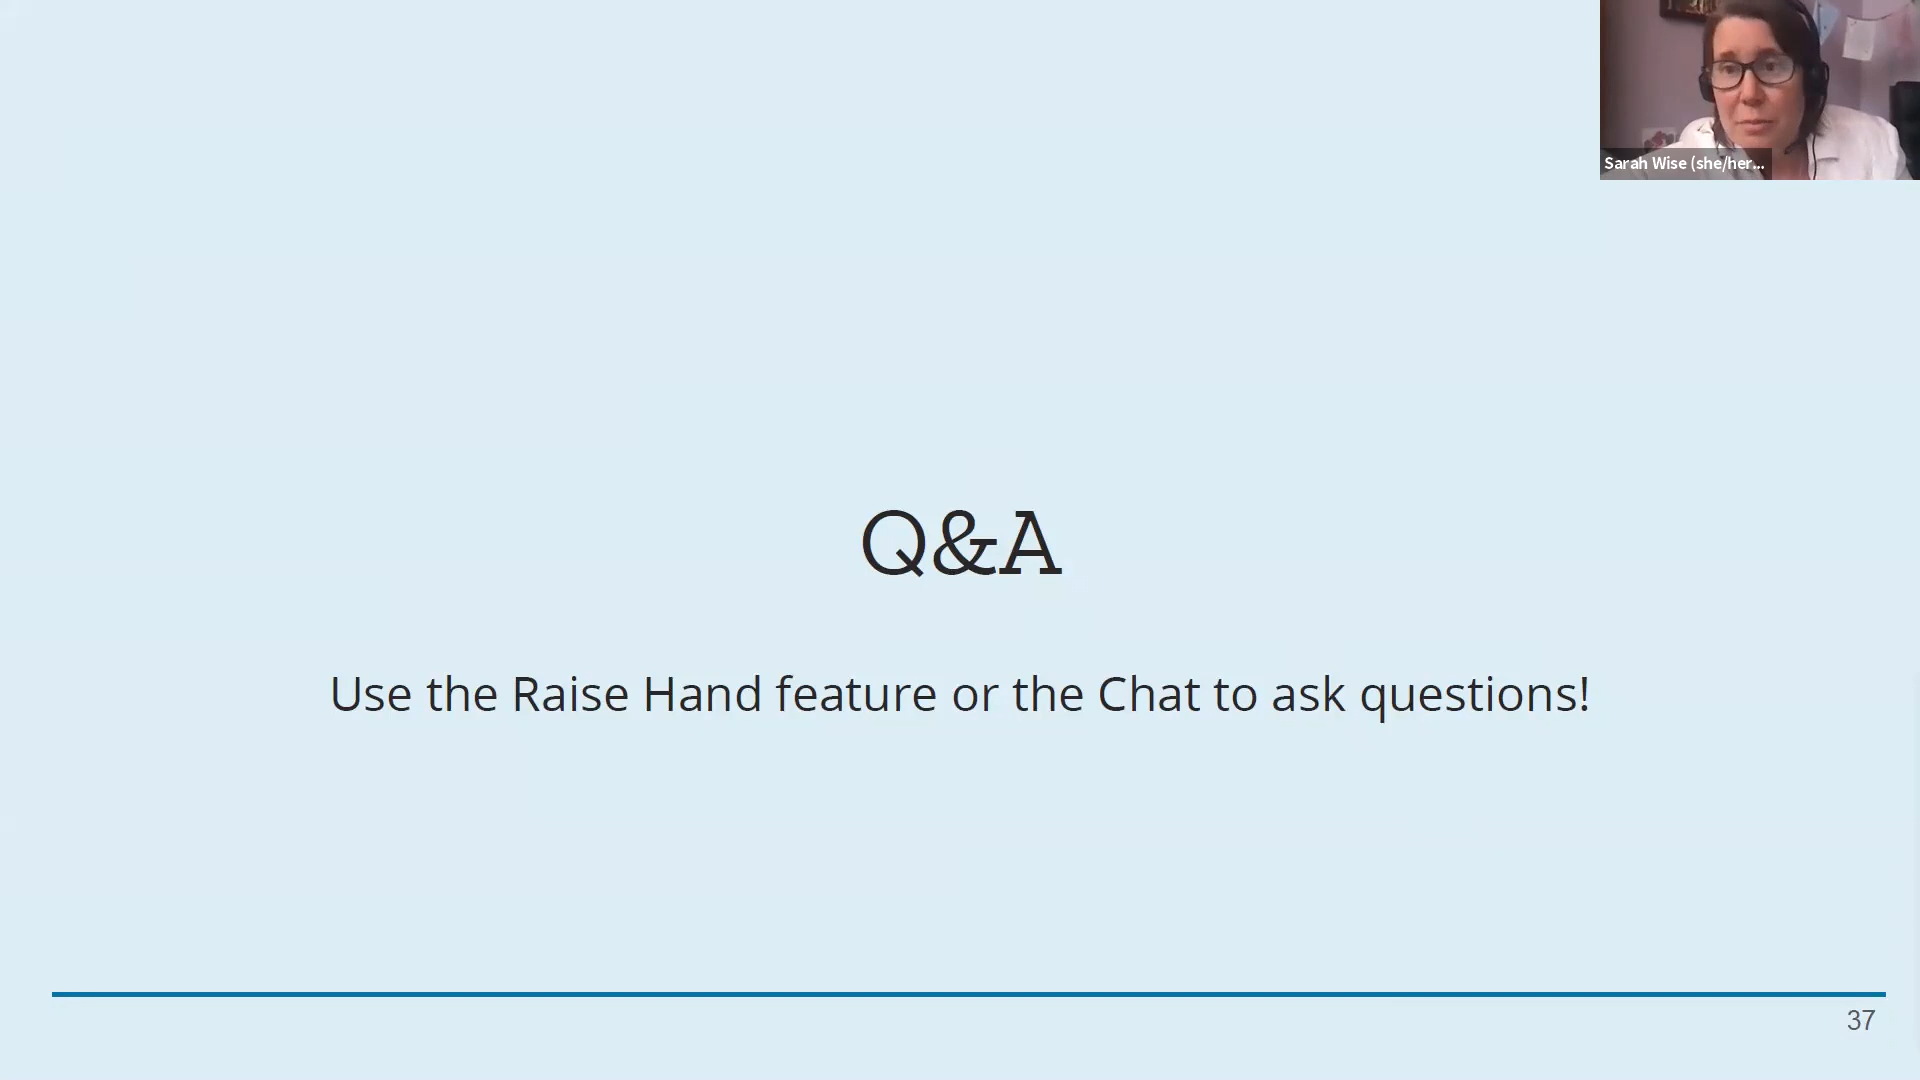 Sarah Wise (she/her...
Q&A
Use the Raise Hand feature or the Chat to ask questions!
37